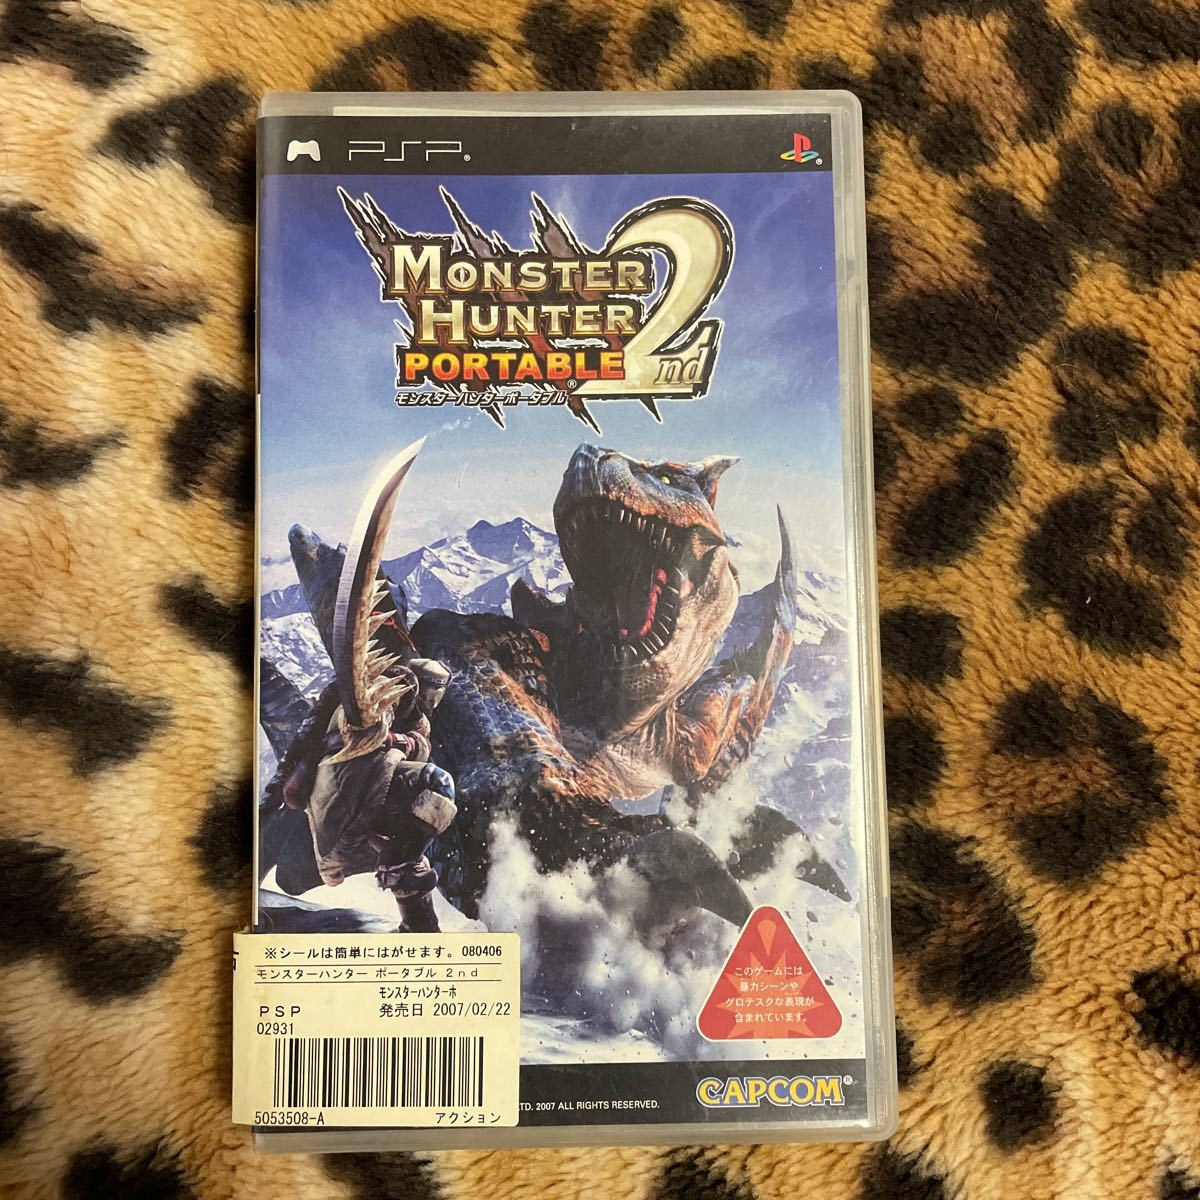 PSP®
MONSTER
HUNTER
PORTABLE 2nd
®
モンスターハンターポータブル
このゲームには
暴力シーンや
グロテスクな表現が
含まれています。
※シールは簡単にはがせます。 080406
モンスターハンター ポータブル 2nd
ﾓﾝｽﾀｰﾊﾝﾀｰﾎ
PSP 発売日 2007/02/22
02931
5053508-A アクション
LTD. 2007 ALL RIGHTS RESERVED.
CAPCOM®